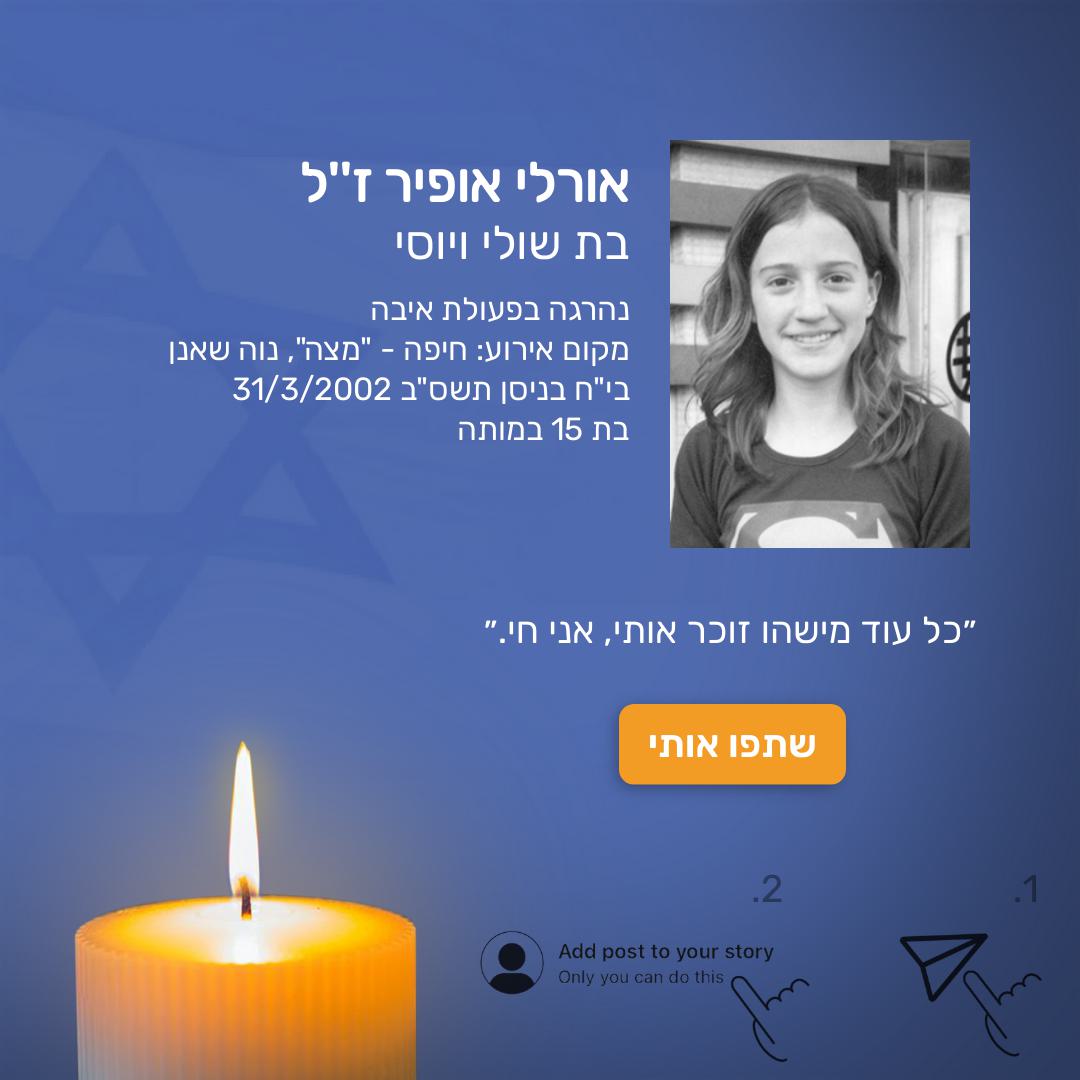 אורלי אופיר ז"ל
בת שולי ויוסי
נהרגה בפעולת איבה
מקום אירוע: חיפה - "מצה", נוה שאנן
בי"ח בניסן תשס"ב 31/3/2002
בת 15 במותה
״כל עוד מישהו זוכר אותי, אני חי.״
שתפו אותי
1.
2.
Add post to your story
Only you can do this